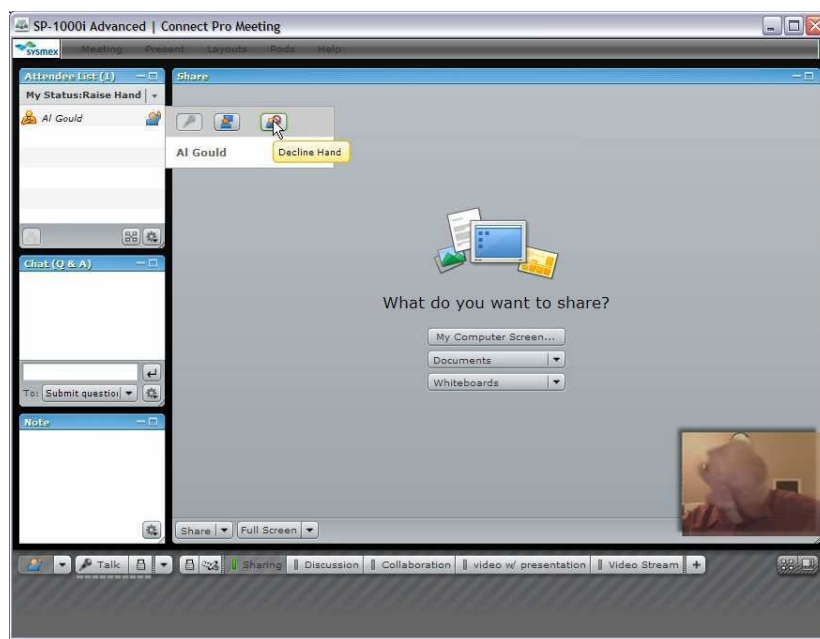 SP-1000i Advanced | Connect Pro Meeting
sysmex Meeting Present Layouts Pods Help
Attendee List (1)
My Status:Raise Hand
Al Gould
Share
Al Gould
Decline Hand
Chat (Q & A)
To: Submit question
Note
What do you want to share?
My Computer Screen...
Documents
Whiteboards
Share Full Screen
Talk Sharing Discussion Collaboration video w/ presentation Video Stream +